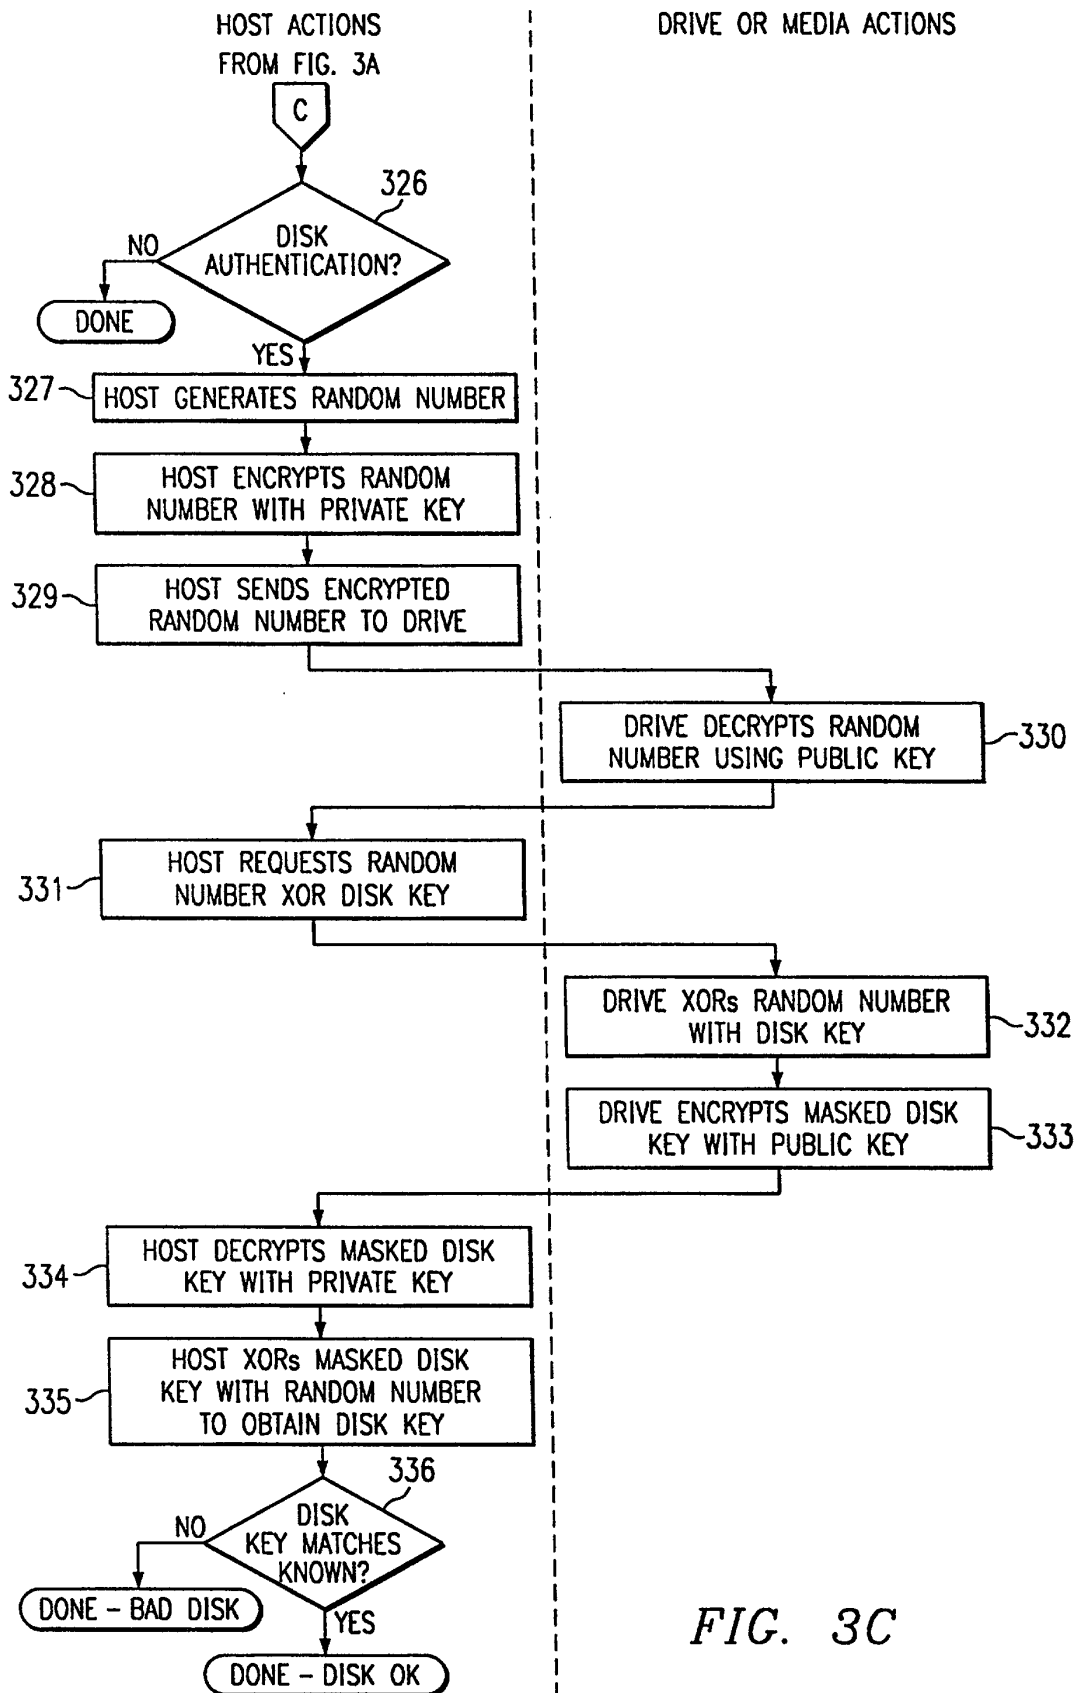 HOST ACTIONS
DRIVE OR MEDIA ACTIONS
FROM FIG. 3A
C
326
DISK
AUTHENTICATION?
NO
DONE
YES
327
HOST GENERATES RANDOM NUMBER
328
HOST ENCRYPTS RANDOM
NUMBER WITH PRIVATE KEY
329
HOST SENDS ENCRYPTED
RANDOM NUMBER TO DRIVE
DRIVE DECRYPTS RANDOM
NUMBER USING PUBLIC KEY
330
HOST REQUESTS RANDOM
NUMBER XOR DISK KEY
331
DRIVE XORs RANDOM NUMBER
WITH DISK KEY
332
DRIVE ENCRYPTS MASKED DISK
KEY WITH PUBLIC KEY
333
HOST DECRYPTS MASKED DISK
KEY WITH PRIVATE KEY
334
HOST XORs MASKED DISK
KEY WITH RANDOM NUMBER
TO OBTAIN DISK KEY
335
336
DISK
KEY MATCHES
KNOWN?
NO
DONE - BAD DISK
YES
DONE - DISK OK
FIG. 3C